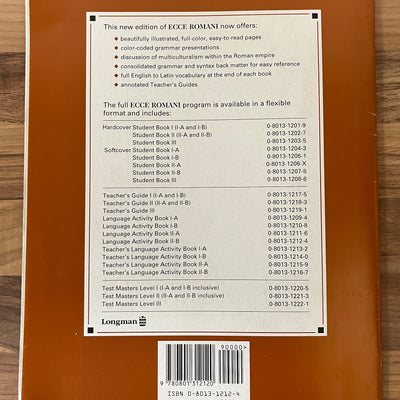 This new edition of ECCE ROMANI now offers:
♦ beautifully illustrated, full-color, easy-to-read pages
♦ color-coded grammar presentations
♦ discussion of multiculturalism within the Roman empire
♦ consolidated grammar and syntax back matter for easy reference
♦ full English to Latin vocabulary at the end of each book
♦ annotated Teacher's Guides
The full ECCE ROMANI program is available in a flexible
format and includes:
Hardcover Student Book I (I-A and I-B) 0-8013-1201-9
Student Book II (II-A and II-B) 0-8013-1202-7
Student Book III 0-8013-1203-5
Softcover Student Book I-A 0-8013-1204-3
Student Book I-B 0-8013-1205-1
Student Book II-A 0-8013-1206-X
Student Book II-B 0-8013-1207-8
Student Book III 0-8013-1208-6
Teacher's Guide I (I-A and I-B) 0-8013-1217-5
Teacher's Guide II (II-A and II-B) 0-8013-1218-3
Teacher's Guide III 0-8013-1219-1
Language Activity Book I-A 0-8013-1209-4
Language Activity Book I-B 0-8013-1210-8
Language Activity Book II-A 0-8013-1211-6
Language Activity Book II-B 0-8013-1212-4
Teacher's Language Activity Book I-A 0-8013-1213-2
Teacher's Language Activity Book I-B 0-8013-1214-0
Teacher's Language Activity Book II-A 0-8013-1215-9
Teacher's Language Activity Book II-B 0-8013-1216-7
Test Masters Level I (I-A and I-B inclusive) 0-8013-1220-5
Test Masters Level II (II-A and II-B inclusive) 0-8013-1221-3
Test Masters Level III 0-8013-1222-1
Longman
90000>
9 780801 312120
ISBN 0-8013-1212-4